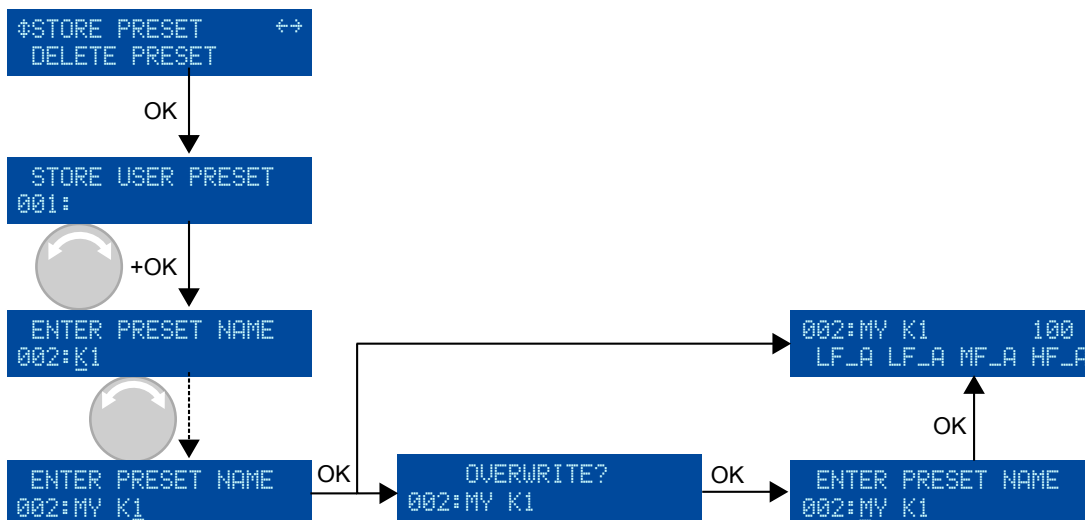 ⇕STORE PRESET ↔
DELETE PRESET
OK
STORE USER PRESET
001:
+OK
ENTER PRESET NAME
002:K1
ENTER PRESET NAME
002:MY K1
OK
OVERWRITE?
002:MY K1
OK
ENTER PRESET NAME
002:MY K1
OK
002:MY K1 100
LF_A LF_A MF_A HF_A